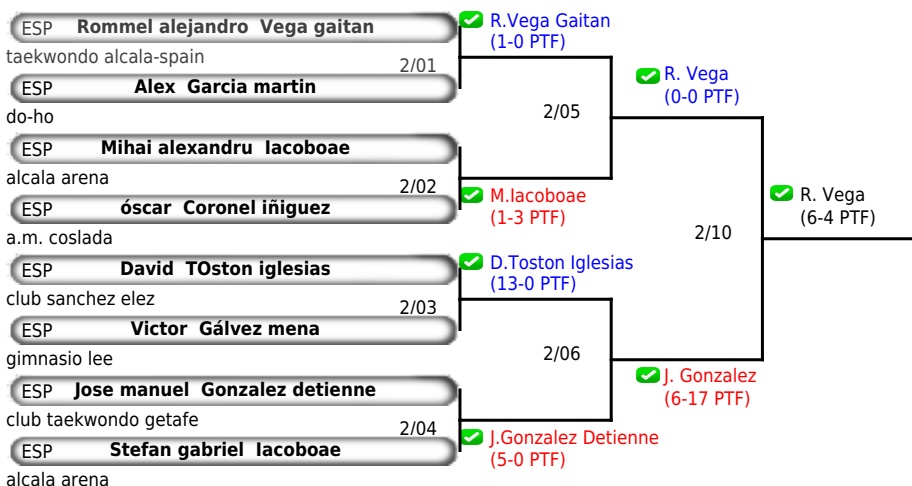 ESP Rommel alejandro Vega gaitan
taekwondo alcala-spain
2/01
ESP Alex Garcia martin
do-ho
ESP Mihai alexandru Iacoboae
alcala arena
2/02
ESP óscar Coronel iñiguez
a.m. coslada
ESP David TOston iglesias
club sanchez elez
2/03
ESP Victor Gálvez mena
gimnasio lee
ESP Jose manuel Gonzalez detienne
club taekwondo getafe
2/04
ESP Stefan gabriel Iacoboae
alcala arena
R.Vega Gaitan
(1-0 PTF)
2/05
M.Iacoboae
(1-3 PTF)
D.Toston Iglesias
(13-0 PTF)
2/06
J.Gonzalez Detienne
(5-0 PTF)
R. Vega
(0-0 PTF)
2/10
J. Gonzalez
(6-17 PTF)
R. Vega
(6-4 PTF)